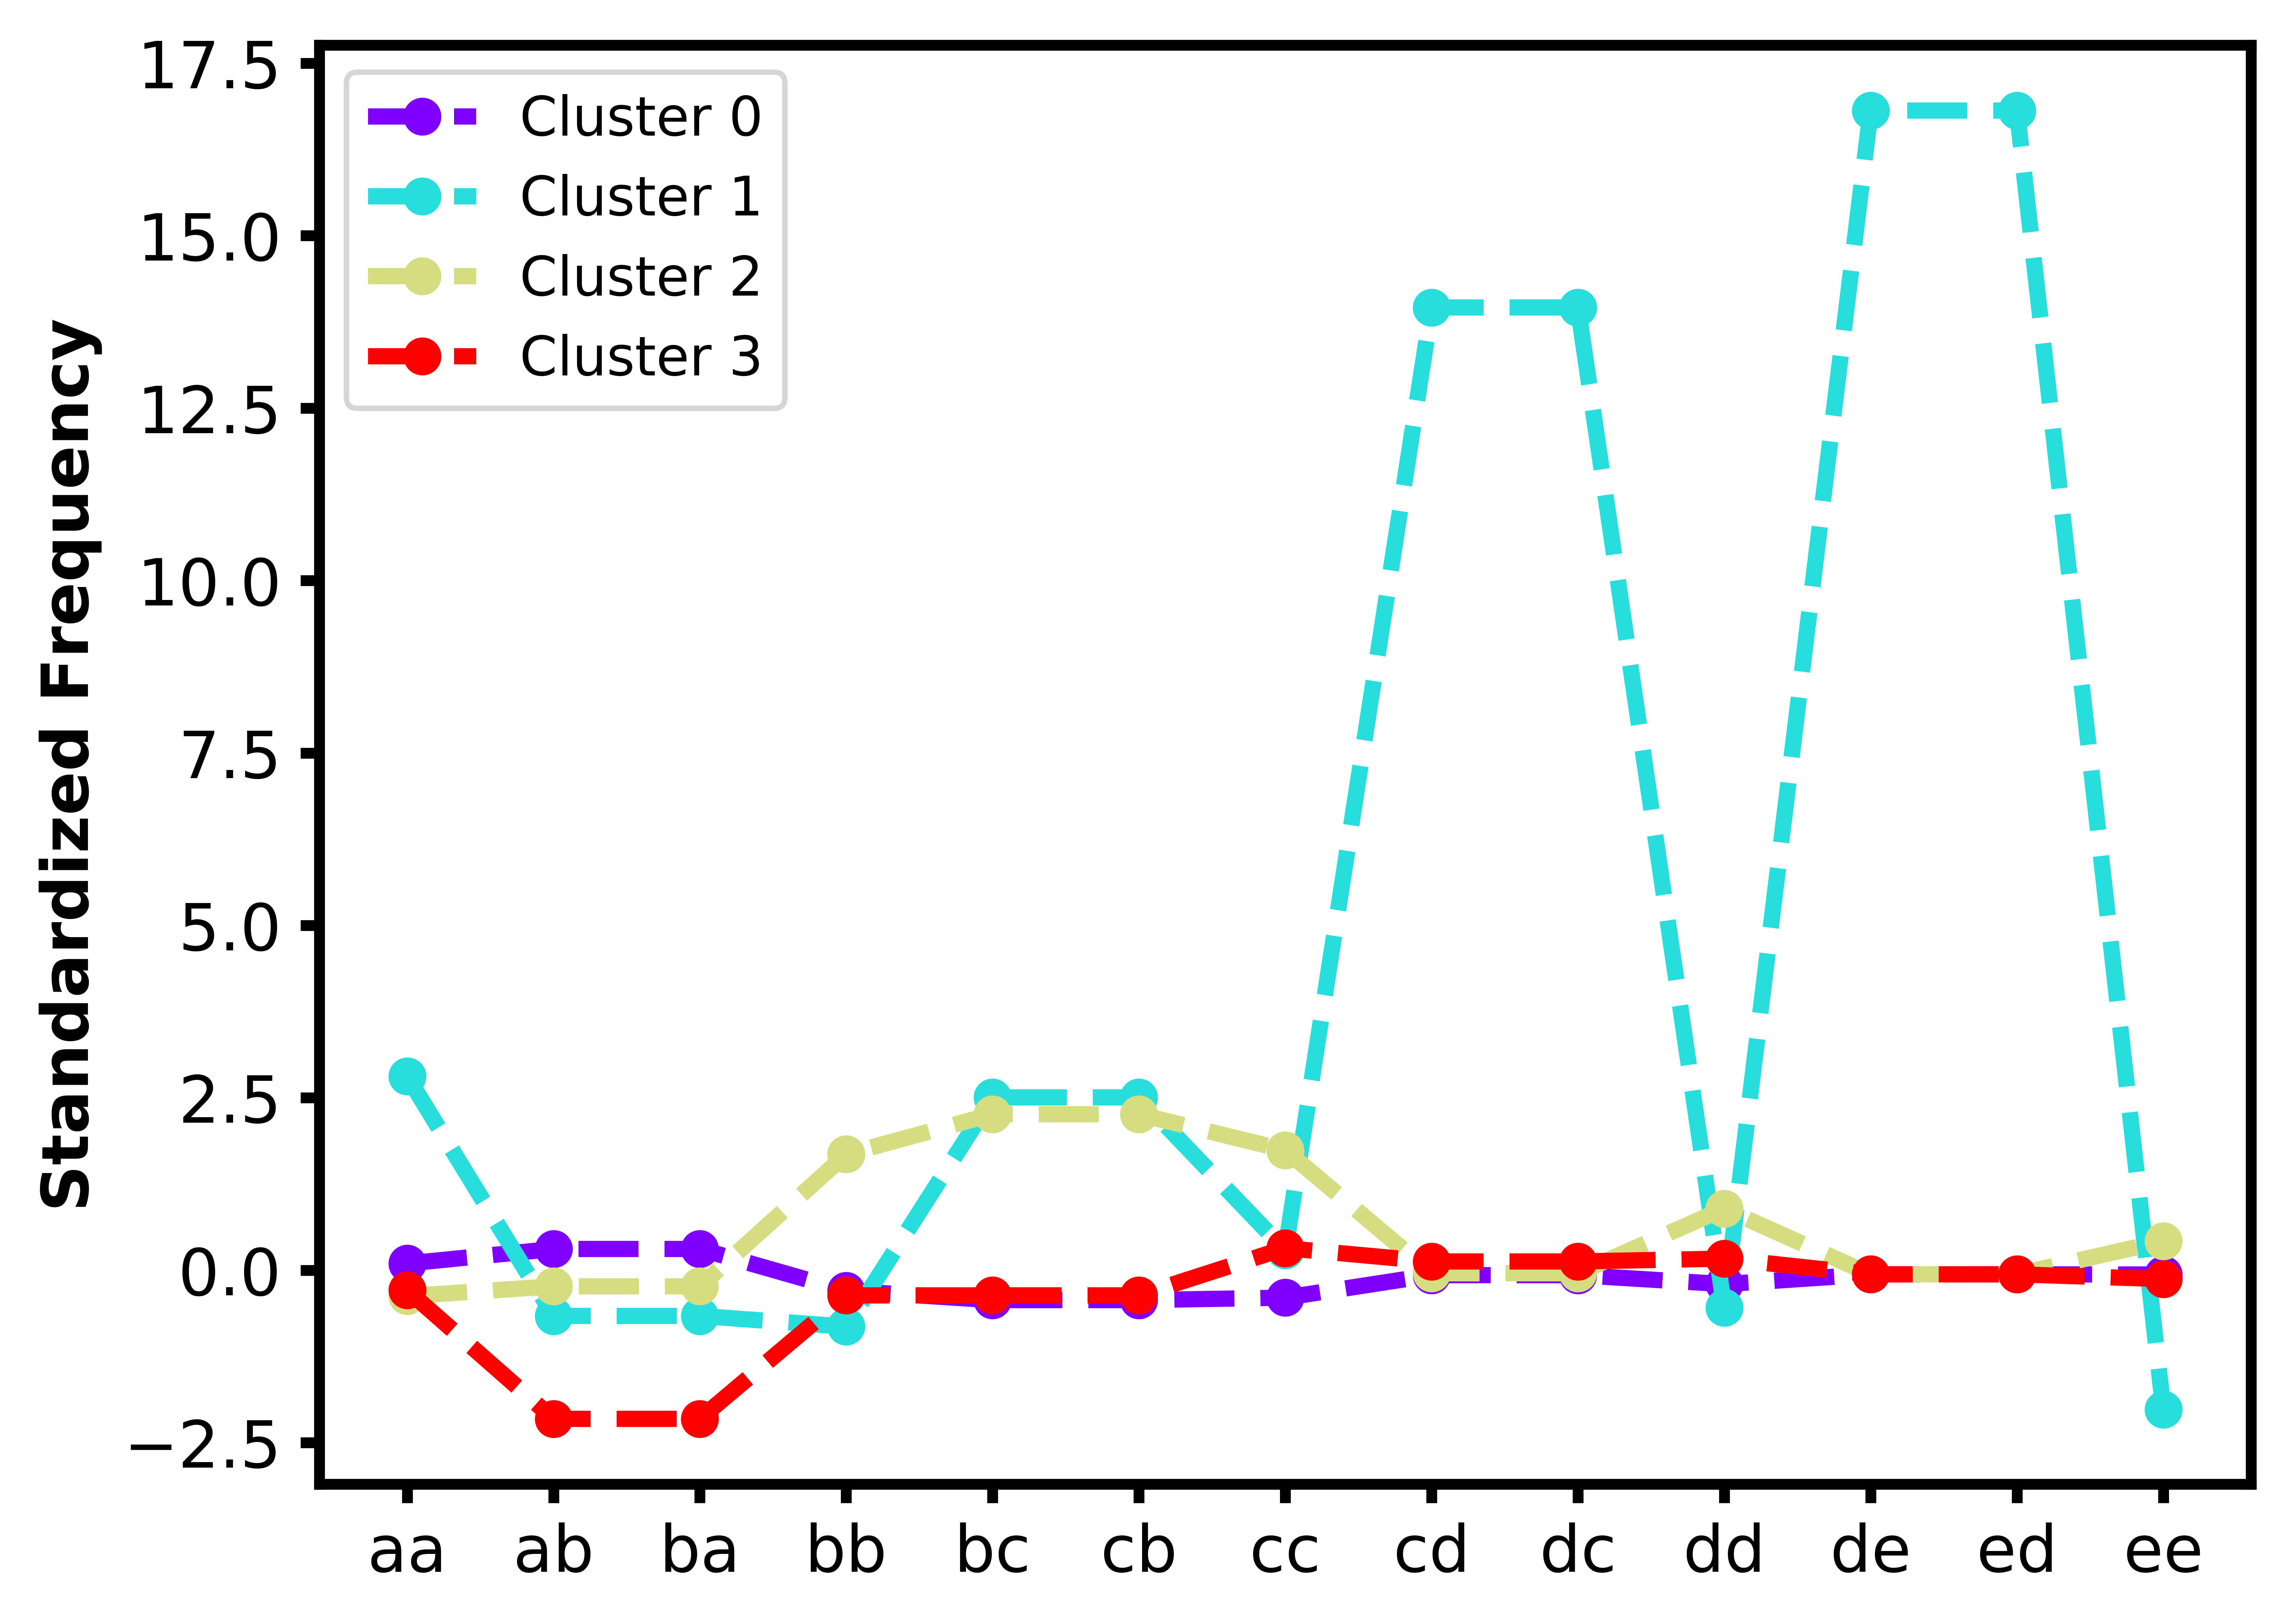 Standardized Frequency
17.5
15.0
12.5
10.0
7.5
5.0
2.5
0.0
−2.5
Cluster 0
Cluster 1
Cluster 2
Cluster 3
aa ab ba bb bc cb cc cd dc dd de ed ee